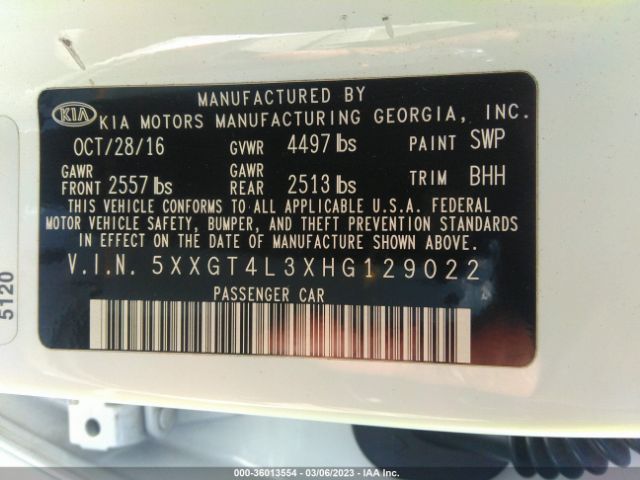 MANUFACTURED BY
KIA KIA MOTORS MANUFACTURING GEORGIA, INC.
OCT/28/16 GVWR 4497 lbs PAINT SWP
GAWR FRONT 2557 lbs GAWR REAR 2513 lbs TRIM BHH
THIS VEHICLE CONFORMS TO ALL APPLICABLE U.S.A. FEDERAL
MOTOR VEHICLE SAFETY, BUMPER, AND THEFT PREVENTION STANDARDS
IN EFFECT ON THE DATE OF MANUFACTURE SHOWN ABOVE.
V.I.N. 5XXGT4L3XHG129022
PASSENGER CAR
5120
000-36013554 - 03/06/2023 - IAA Inc.